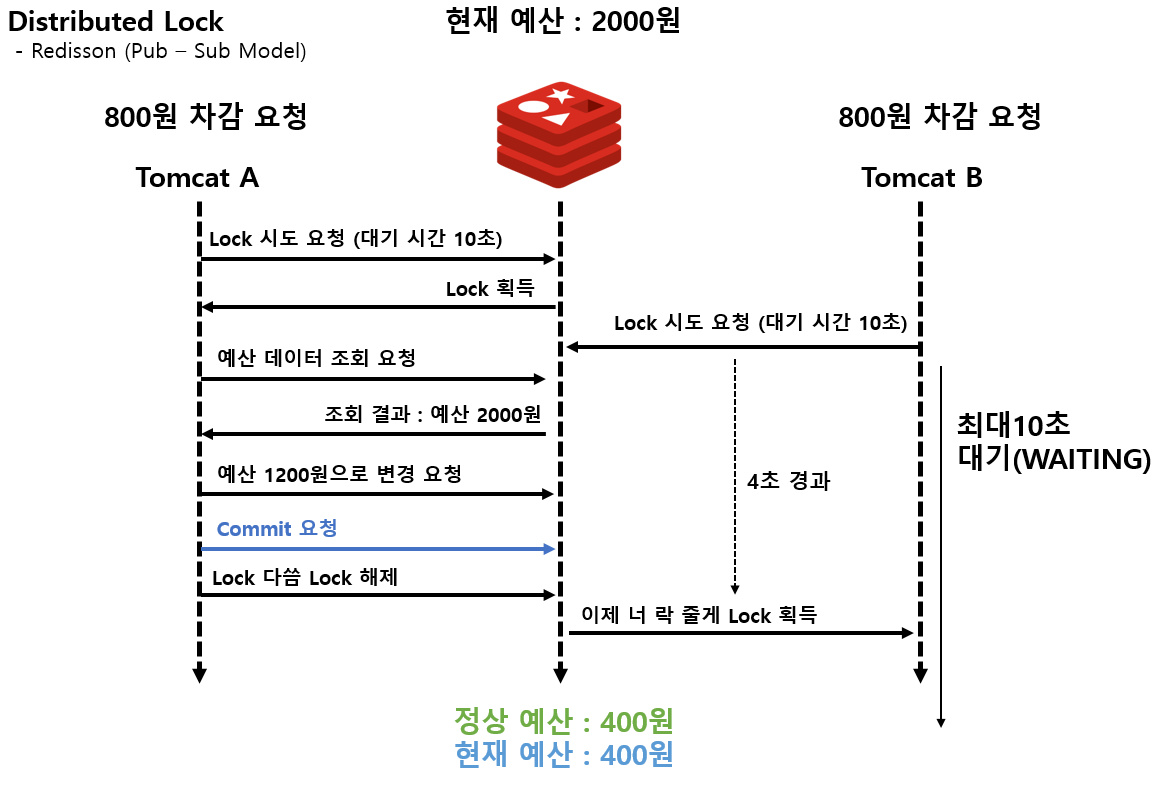 Distributed Lock
- Redisson (Pub – Sub Model)
현재 예산 : 2000원
800원 차감 요청
800원 차감 요청
Tomcat A
Tomcat B
Lock 시도 요청 (대기 시간 10초)
Lock 획득
Lock 시도 요청 (대기 시간 10초)
예산 데이터 조회 요청
조회 결과 : 예산 2000원
최대10초
대기(WAITING)
예산 1200원으로 변경 요청
4초 경과
Commit 요청
Lock 다씀 Lock 해제
이제 너 락 줄게 Lock 획득
정상 예산 : 400원
현재 예산 : 400원